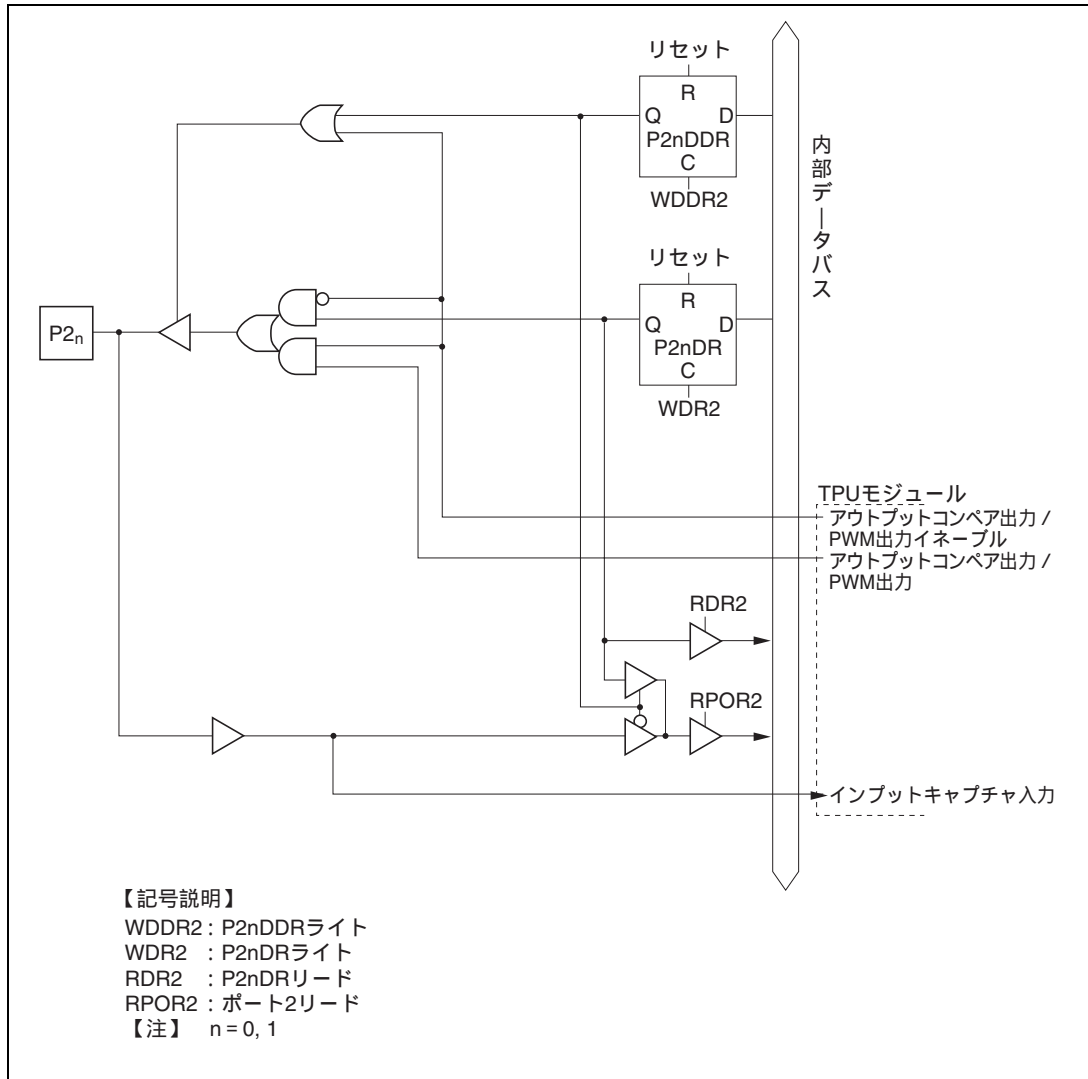 リセット
R
Q D
P2nDDR
C
WDDR2
内部データバス
リセット
R
Q D
P2nDR
C
WDR2
P2n
TPUモジュール
アウトプットコンペア出力 /
PWM出力イネーブル
アウトプットコンペア出力 /
PWM出力
RDR2
RPOR2
インプットキャプチャ入力
【記号説明】
WDDR2 : P2nDDRライト
WDR2 : P2nDRライト
RDR2 : P2nDRリード
RPOR2 : ポート2リード
【注】 n = 0, 1